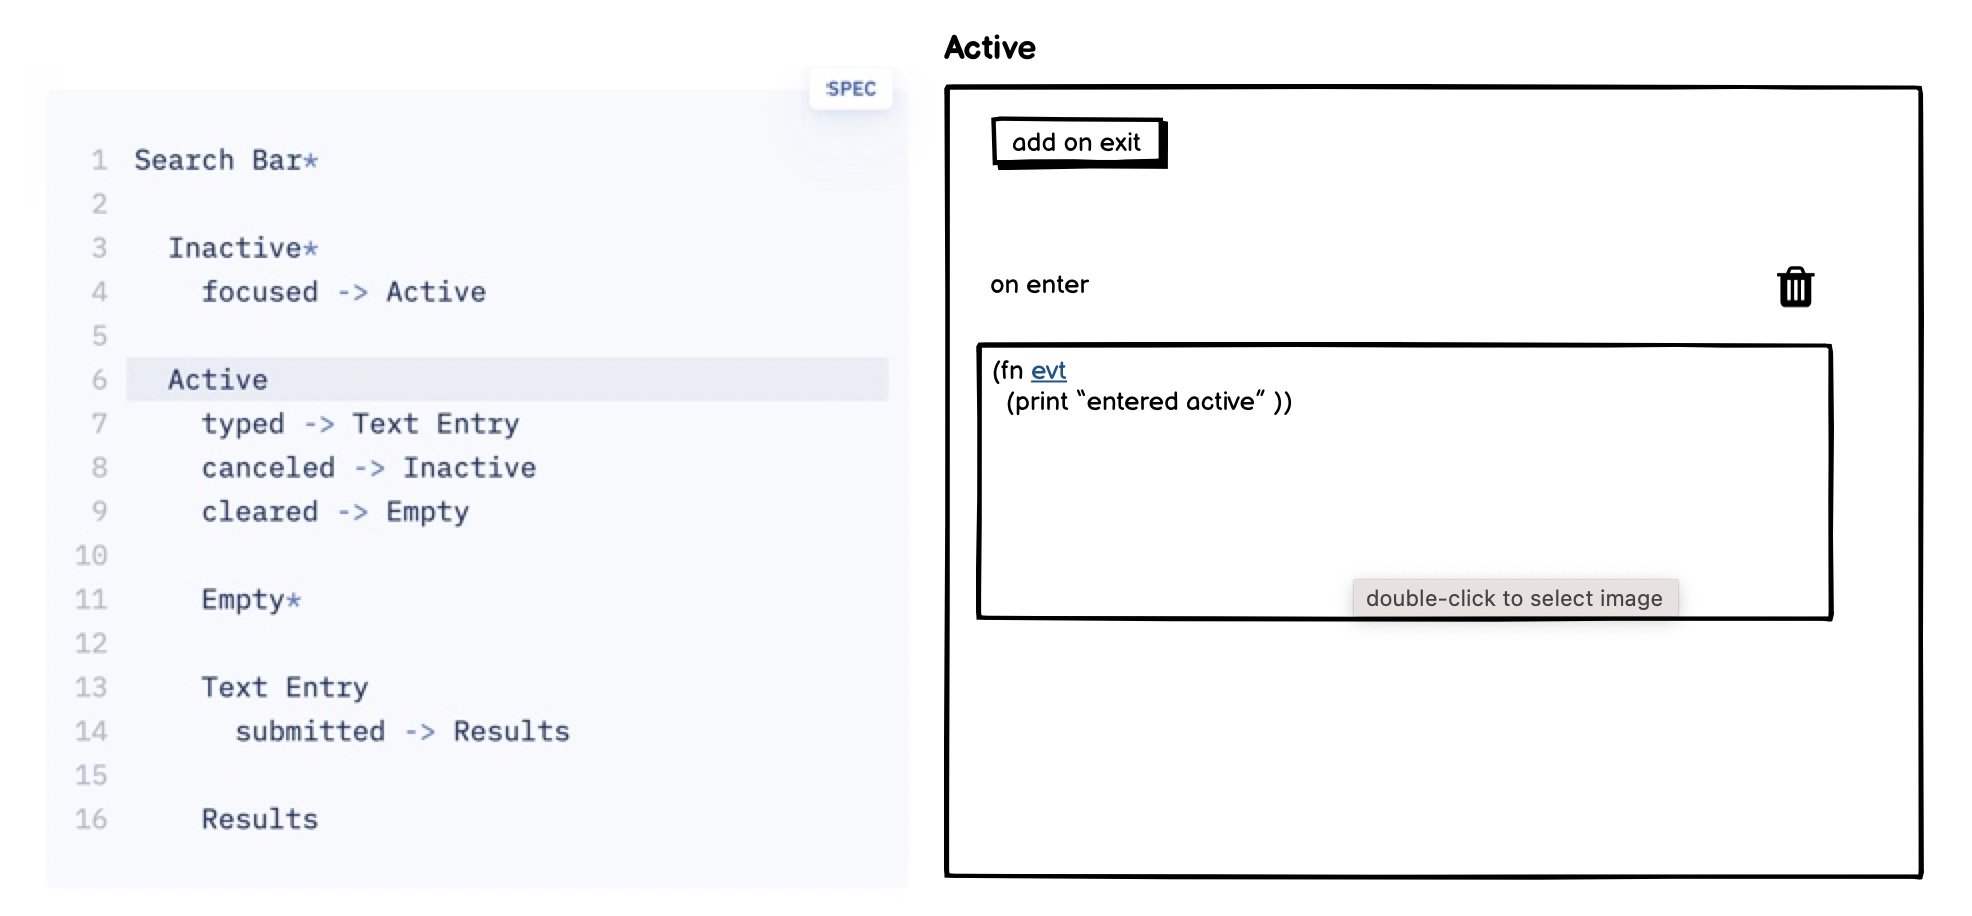 SPEC
1 Search Bar*
2
3 Inactive*
4 focused -> Active
5
6 Active
7 typed -> Text Entry
8 canceled -> Inactive
9 cleared -> Empty
10
11 Empty*
12
13 Text Entry
14 submitted -> Results
15
16 Results
Active
add on exit
on enter
(fn evt
(print “entered active” ))
double-click to select image